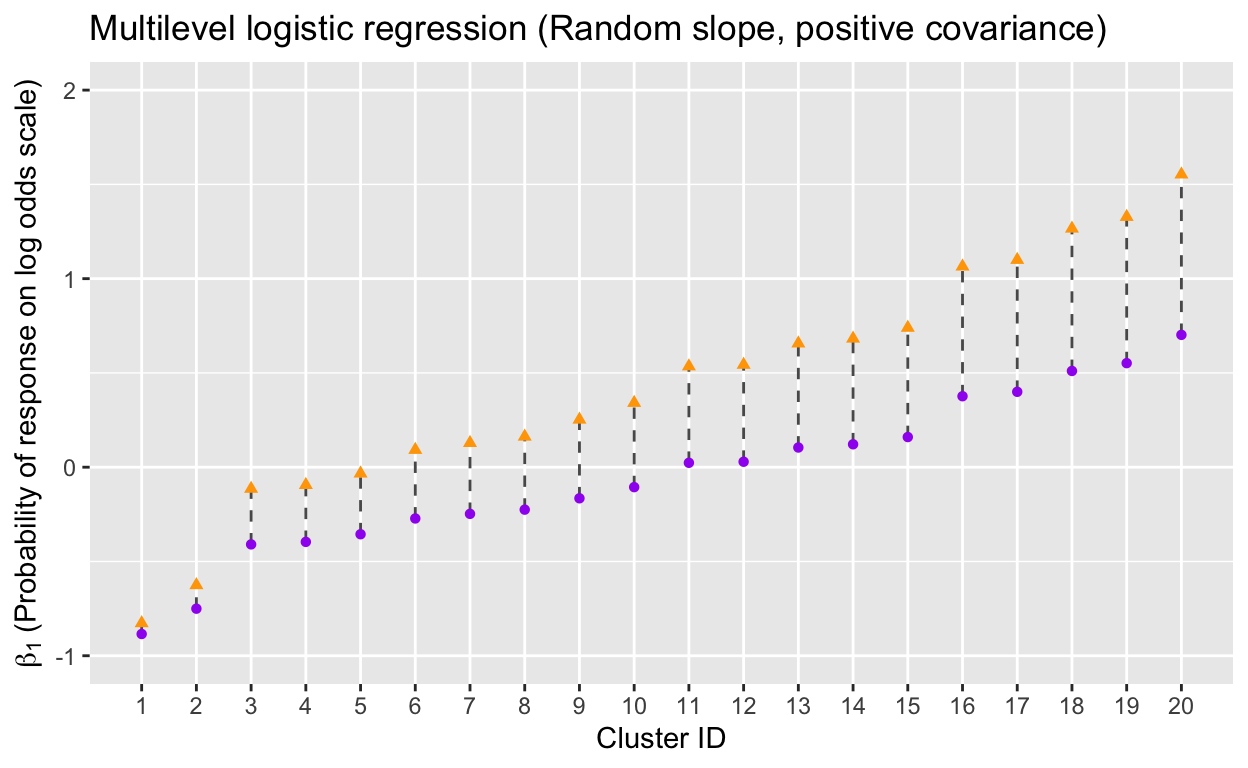 Multilevel logistic regression (Random slope, positive covariance)
β₁ (Probability of response on log odds scale)
2
1
0
-1
1 2 3 4 5 6 7 8 9 10 11 12 13 14 15 16 17 18 19 20
Cluster ID